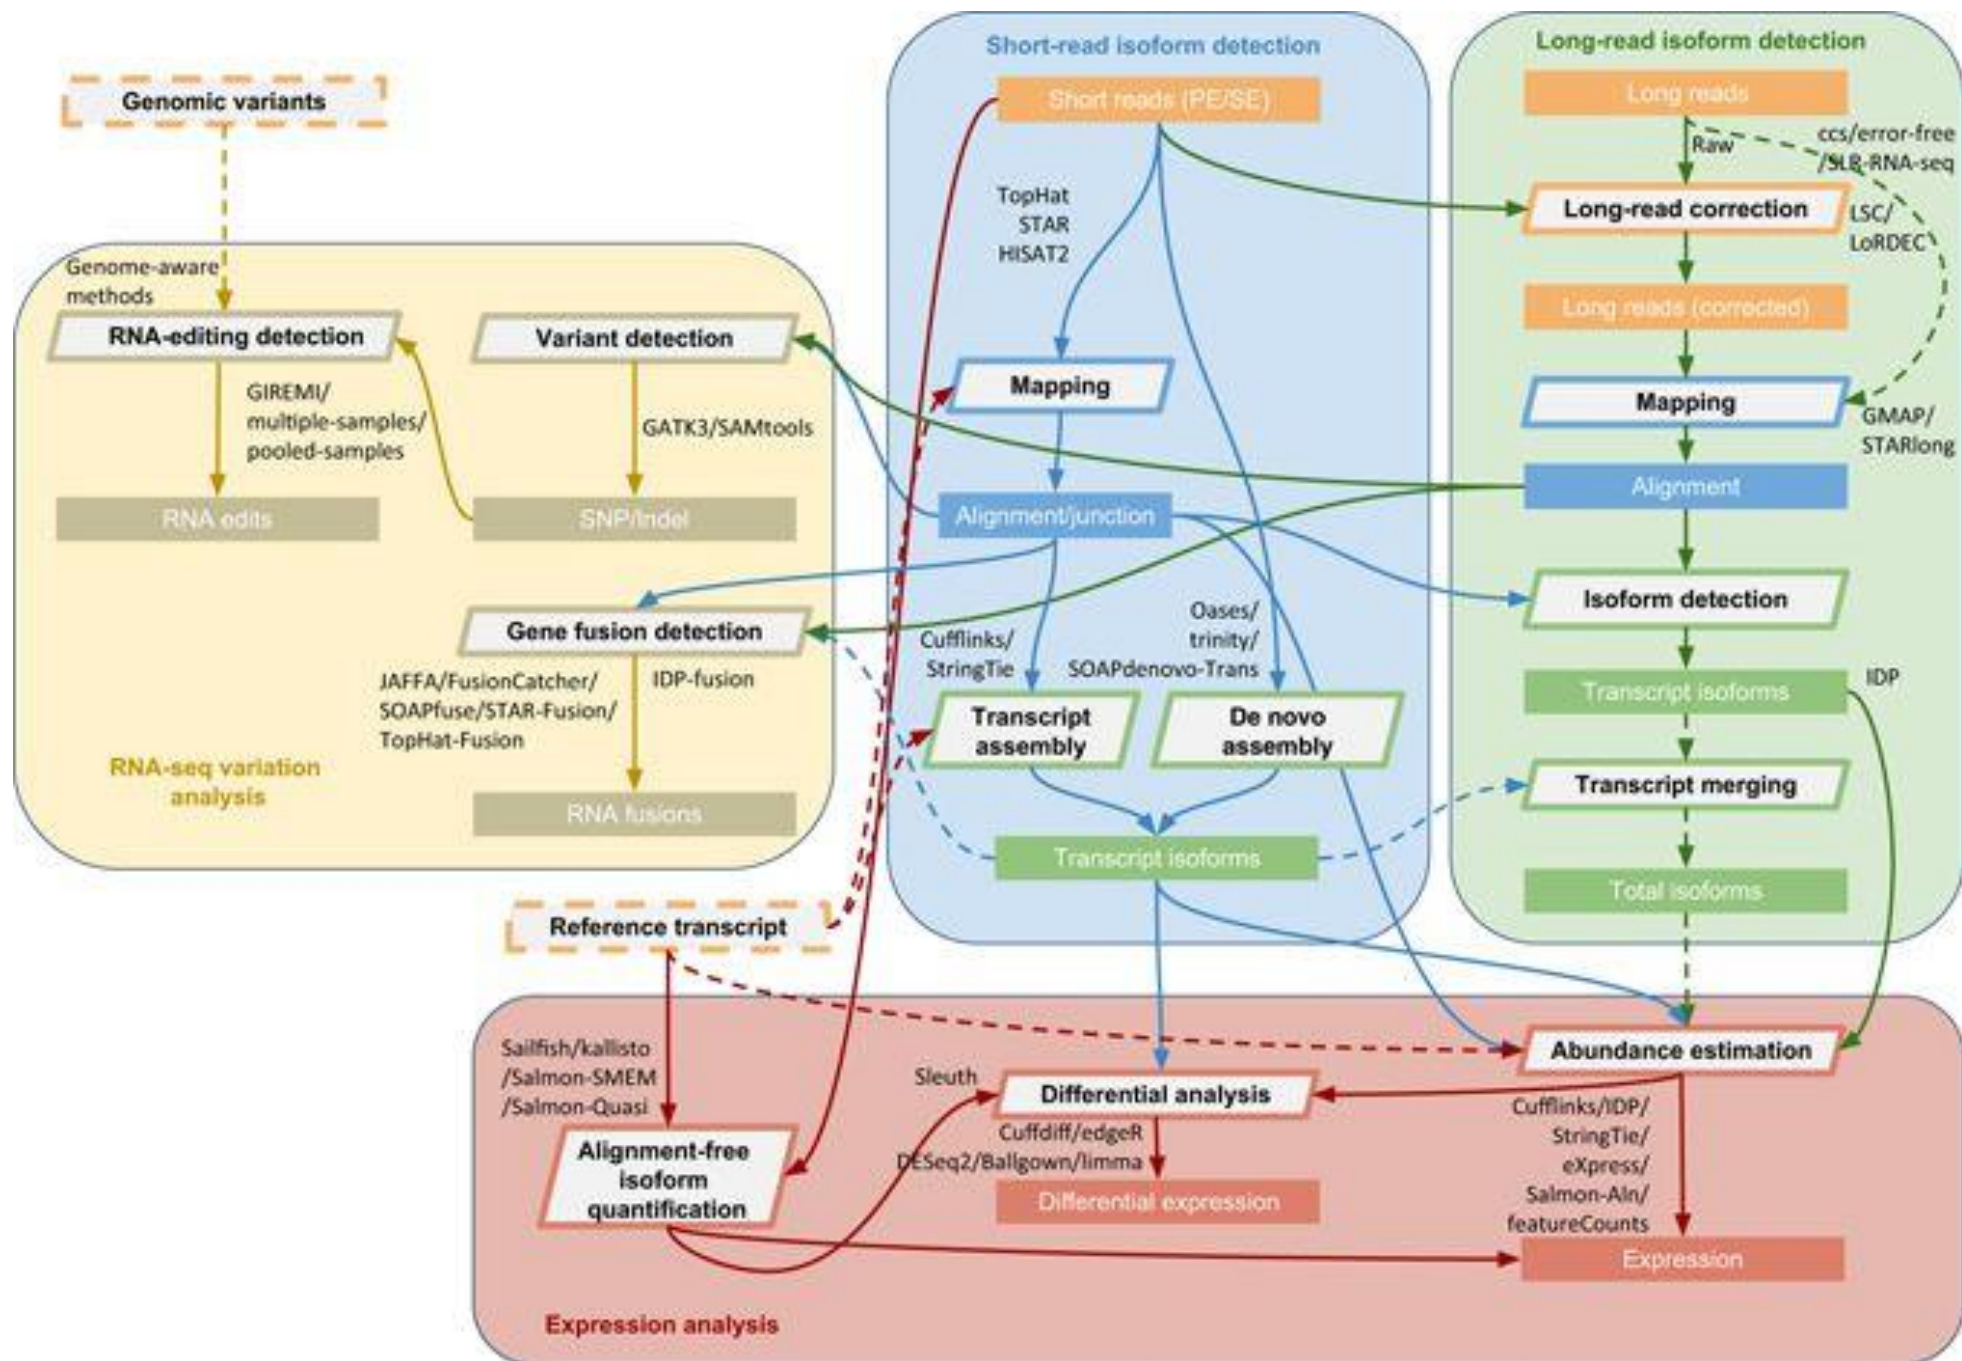 Genomic variants
Genome-aware
methods
RNA-editing detection
GIREMI/
multiple-samples/
pooled-samples
RNA edits
Variant detection
GATK3/SAMtools
SNP/Indel
Gene fusion detection
JAFFA/FusionCatcher/
SOAPfuse/STAR-Fusion/
TopHat-Fusion
IDP-fusion
RNA fusions
RNA-seq variation
analysis
Short-read isoform detection
Short reads (PE/SE)
TopHat
STAR
HISAT2
Mapping
Alignment/junction
Cufflinks/
StringTie
Oases/
trinity/
SOAPdenovo-Trans
Transcript
assembly
De novo
assembly
Transcript isoforms
Long-read isoform detection
Long reads
Raw
ccs/error-free
/SLR-RNA-seq
Long-read correction
LSC/
LoRDEC
Long reads (corrected)
Mapping
GMAP/
STARlong
Alignment
Isoform detection
Transcript isoforms
IDP
Transcript merging
Total isoforms
Reference transcript
Sailfish/kallisto
/Salmon-SMEM
/Salmon-Quasi
Alignment-free
isoform
quantification
Sleuth
Differential analysis
Cuffdiff/edgeR
DESeq2/Ballgown/limma
Differential expression
Abundance estimation
Cufflinks/IDP/
StringTie/
eXpress/
Salmon-Aln/
featureCounts
Expression
Expression analysis